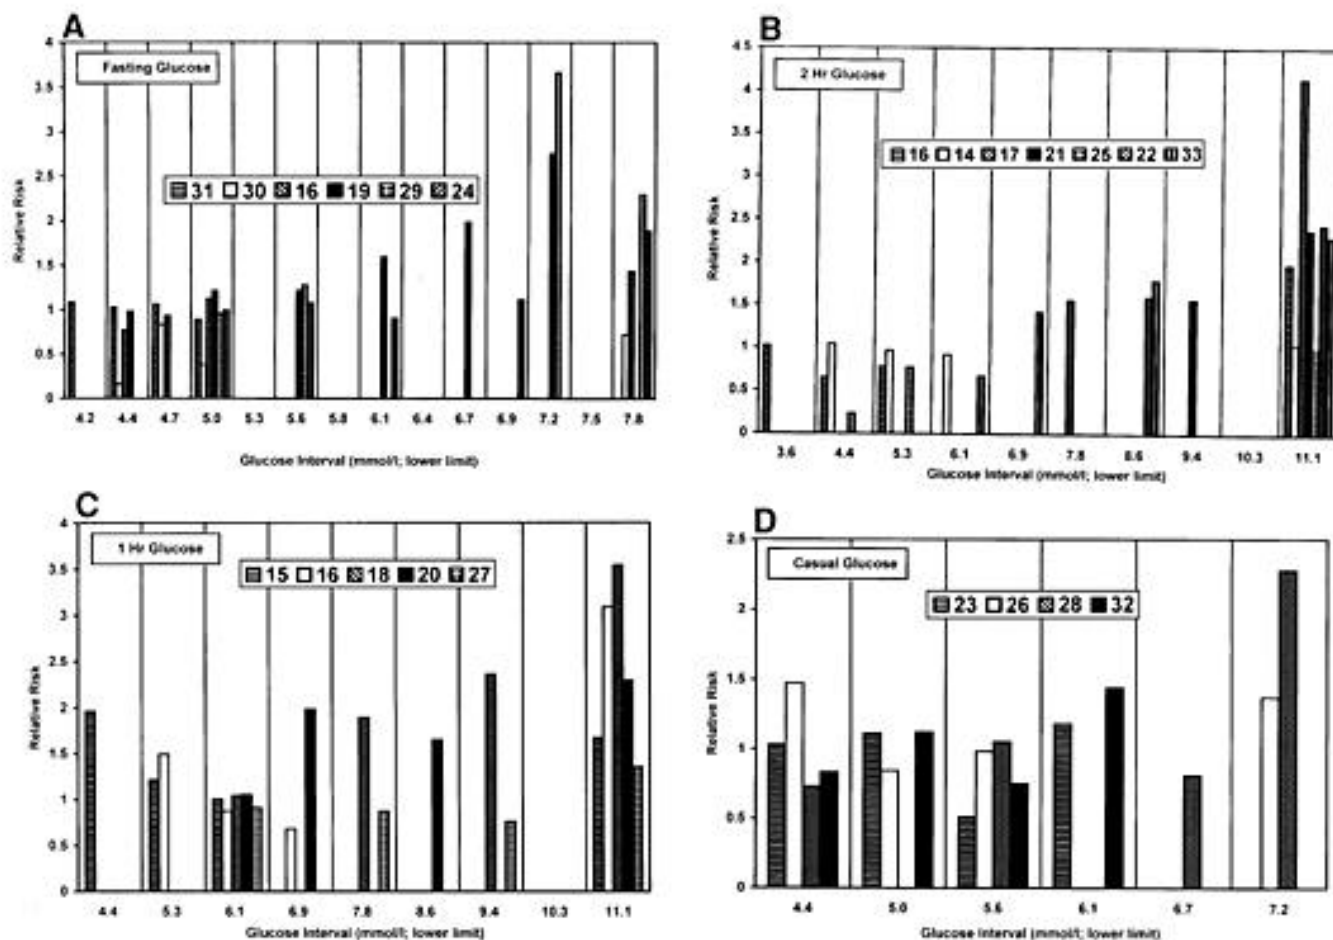 A
Fasting Glucose
4
3.5
3
2.5
2
1.5
1
0.5
0
Relative Risk
31 30 16 19 29 24
4.2 4.4 4.7 5.0 5.3 5.6 5.8 6.1 6.4 6.7 6.9 7.2 7.5 7.8
Glucose Interval (mmol/l; lower limit)
B
2 Hr Glucose
4.5
4
3.5
3
2.5
2
1.5
1
0.5
0
Relative Risk
16 14 17 21 25 22 33
3.6 4.4 5.3 6.1 6.9 7.8 8.6 9.4 10.3 11.1
Glucose Interval (mmol/l; lower limit)
C
1 Hr Glucose
4
3.5
3
2.5
2
1.5
1
0.5
0
Relative Risk
15 16 18 20 27
4.4 5.3 6.1 6.9 7.8 8.6 9.4 10.3 11.1
Glucose Interval (mmol/l; lower limit)
D
Casual Glucose
2.5
2
1.5
1
0.5
0
Relative Risk
23 26 28 32
4.4 5.0 5.6 6.1 6.7 7.2
Glucose Interval (mmol/l; lower limit)